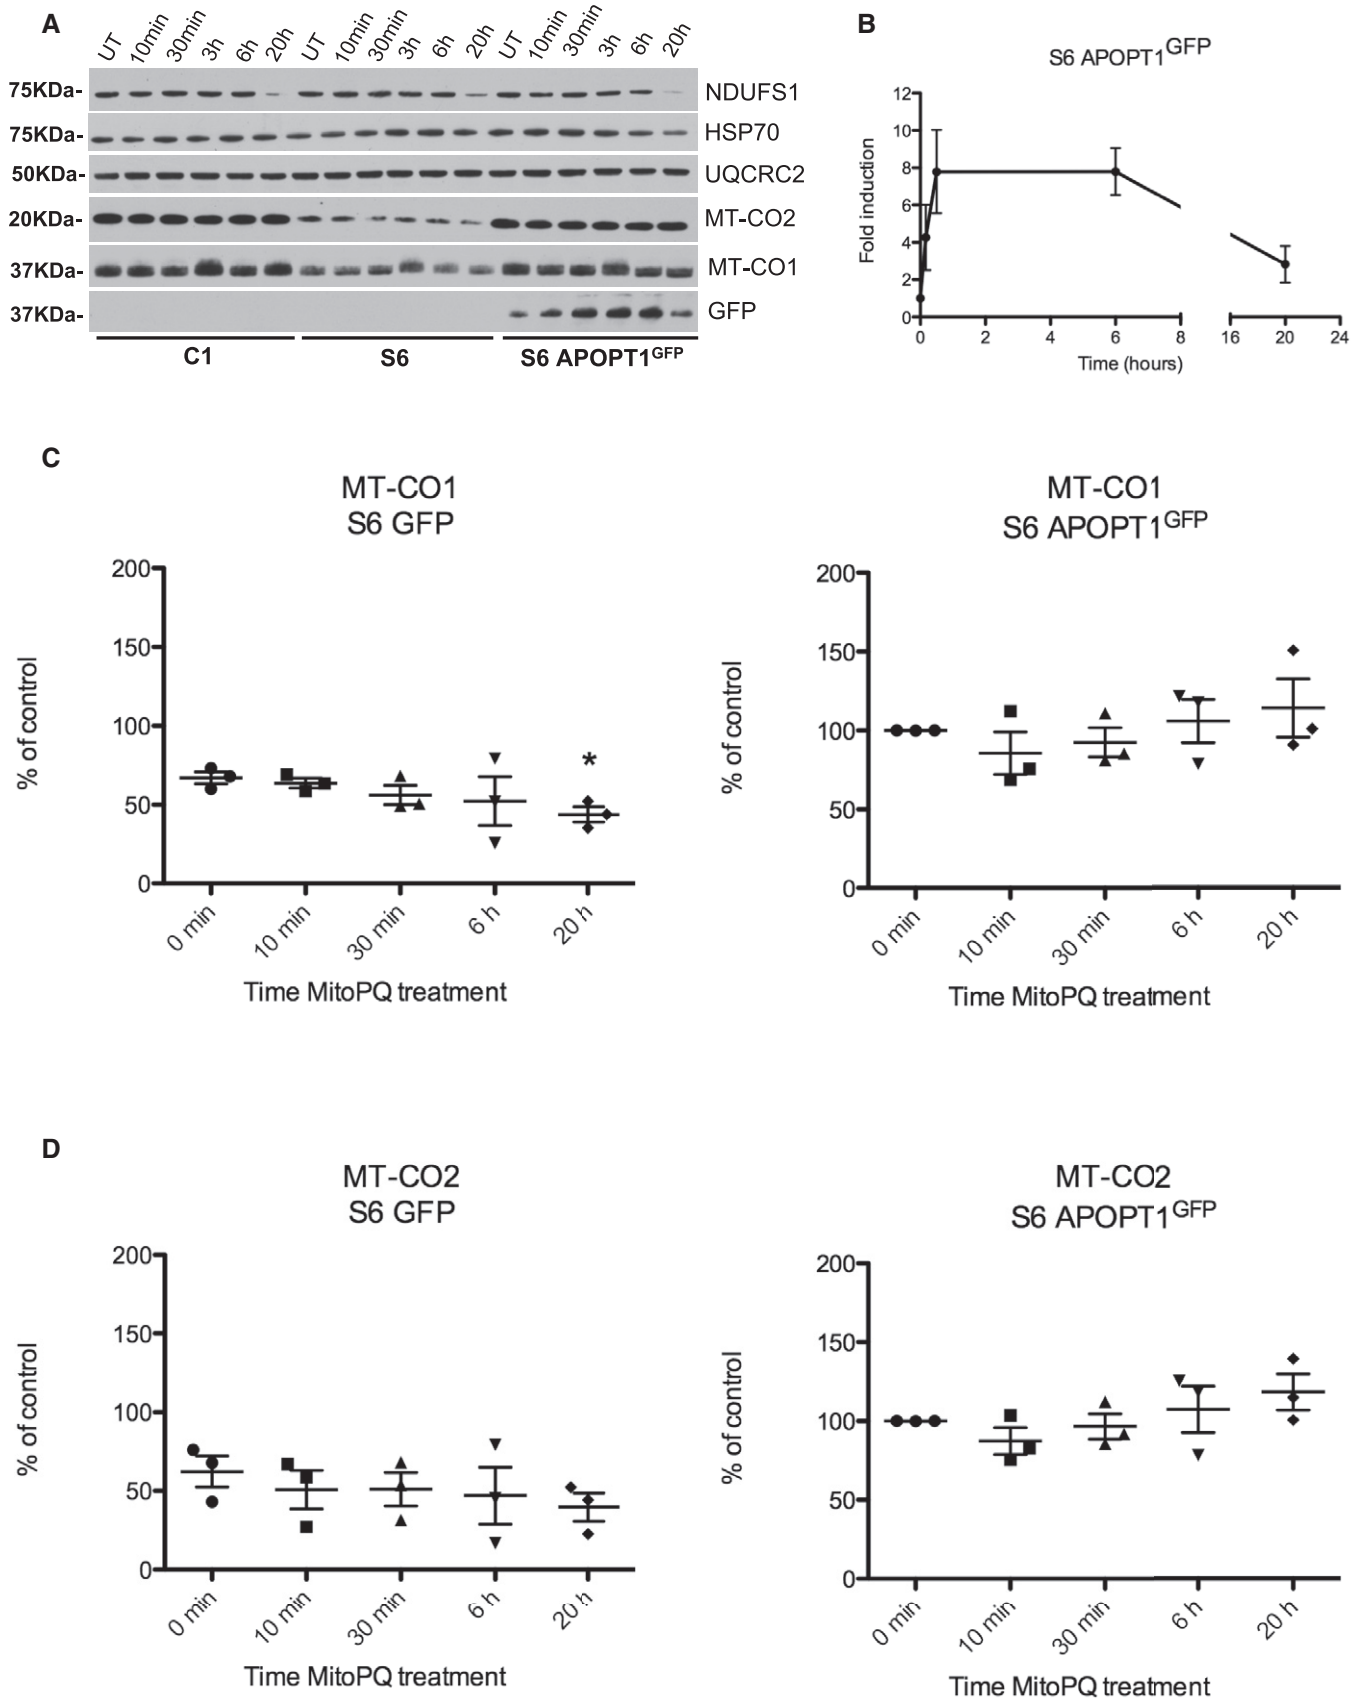 A
UT 10min 30min 3h 6h 20h UT 10min 30min 3h 6h 20h UT 10min 30min 3h 6h 20h
75KDa- NDUFS1
75KDa- HSP70
50KDa- UQCRC2
20KDa- MT-CO2
37KDa- MT-CO1
37KDa- GFP
C1 S6 S6 APOPT1GFP
B
S6 APOPT1GFP
Fold induction
12
10
8
6
4
2
0
0 2 4 6 8 16 20 24
Time (hours)
C
MT-CO1
S6 GFP
% of control
200
150
100
50
0
*
0 min 10 min 30 min 6 h 20 h
Time MitoPQ treatment
MT-CO1
S6 APOPT1GFP
% of control
200
150
100
50
0
0 min 10 min 30 min 6 h 20 h
Time MitoPQ treatment
D
MT-CO2
S6 GFP
% of control
200
150
100
50
0
0 min 10 min 30 min 6 h 20 h
Time MitoPQ treatment
MT-CO2
S6 APOPT1GFP
% of control
200
150
100
50
0
0 min 10 min 30 min 6 h 20 h
Time MitoPQ treatment